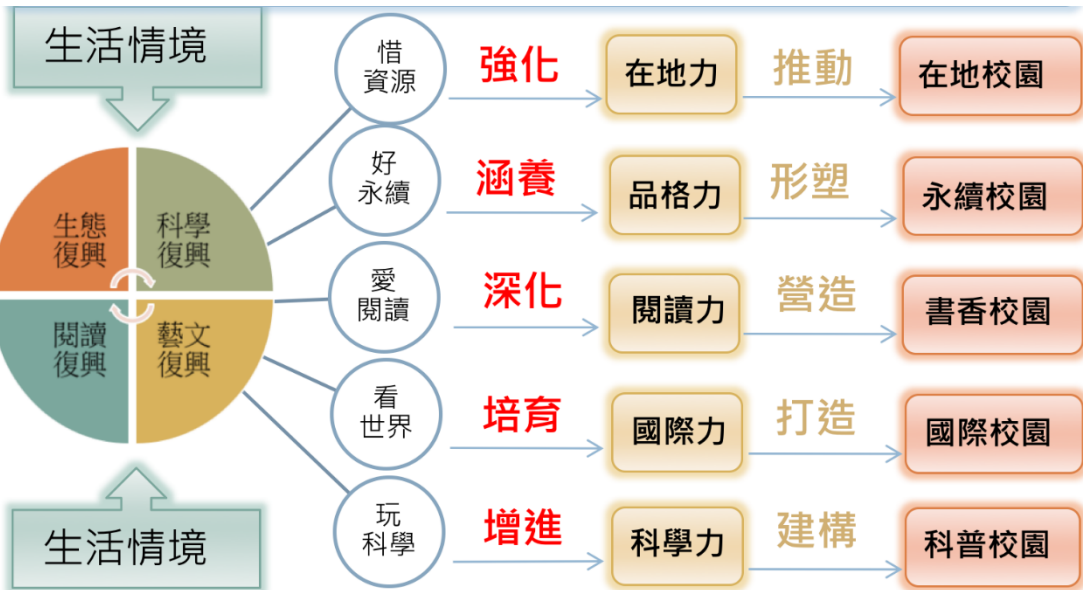 生活情境
生態
復興
科學
復興
閱讀
復興
藝文
復興
生活情境
惜
資源
強化
在地力
推動
在地校園
好
永續
涵養
品格力
形塑
永續校園
愛
閱讀
深化
閱讀力
營造
書香校園
看
世界
培育
國際力
打造
國際校園
玩
科學
增進
科學力
建構
科普校園